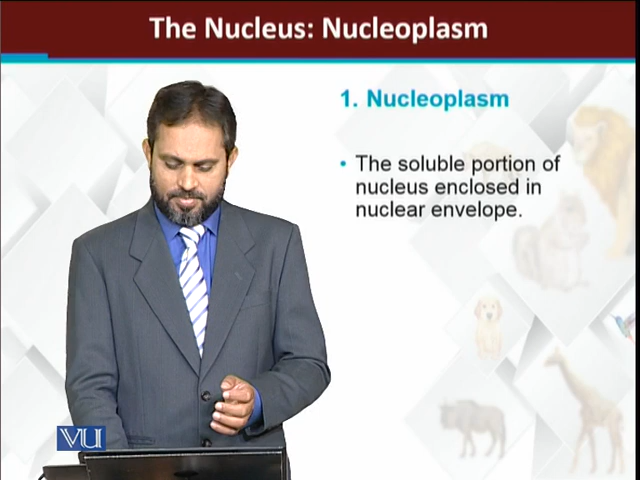 The Nucleus: Nucleoplasm
1. Nucleoplasm
• The soluble portion of
nucleus enclosed in
nuclear envelope.
VU